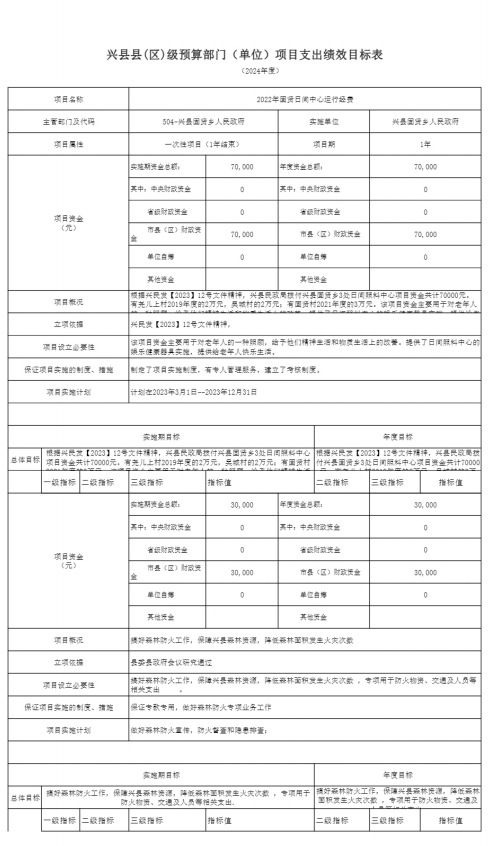 兴县县(区)级预算部门（单位）项目支出绩效目标表
（2024年度）
项目名称 2022年固贤日间中心运行经费
主管部门及代码 504-兴县固贤乡人民政府 实施单位 兴县固贤乡人民政府
项目属性 一次性项目（1年结束） 项目期 1年
项目资金
（元）
实施期资金总额: 70,000 年度资金总额: 70,000
其中: 中央财政资金 0 其中: 中央财政资金 0
省级财政资金 0 省级财政资金 0
市县（区）财政资金 70,000 市县（区）财政资金 70,000
单位自筹 0 单位自筹 0
其他资金 其他资金
项目概况
根据兴民发【2023】12号文件精神, 兴县民政局拨付兴县固贤乡3处日间照料中心项目资金共计70000元。
有尧儿上村2019年度的2万元, 吴城村的2万元; 有固贤村2021年度的3万元。该项目资金主要用于对老年人
立项依据 兴民发【2023】12号文件精神,
项目设立必要性
该项目资金主要用于对老年人的一种照顾, 给予他们精神生活和物质生活上的改善。提供了日间照料中心的
娱乐健康器具实施, 提供给老年人快乐生活。
保证项目实施的制度、措施 制定了项目实施制度, 有专人管理服务, 建立了考核制度。
项目实施计划 计划在2023年3月1日--2023年12月31日
实施期目标 年度目标
总体目标
根据兴民发【2023】12号文件精神, 兴县民政局拨付兴县固贤乡3处日间照料中心
项目资金共计70000元。有尧儿上村2019年度的2万元, 吴城村的2万元; 有固贤村
根据兴民发【2023】12号文件精神, 兴县民政局拨
付兴县固贤乡3处日间照料中心项目资金共计70000
一级指标 二级指标 三级指标 指标值 二级指标 三级指标 指标值
项目资金
（元）
实施期资金总额: 30,000 年度资金总额: 30,000
其中: 中央财政资金 0 其中: 中央财政资金 0
省级财政资金 0 省级财政资金 0
市县（区）财政资金 30,000 市县（区）财政资金 30,000
单位自筹 0 单位自筹 0
其他资金 其他资金
项目概况 搞好森林防火工作, 保障兴县森林资源, 降低森林面积发生火灾次数
立项依据 县委县政府会议研究通过
项目设立必要性
搞好森林防火工作, 保障兴县森林资源, 降低森林面积发生火灾次数 , 专项用于防火物资、交通及人员等
相关支出 。
保证项目实施的制度、措施 保证专款专用, 做好森林防火专项业务工作
项目实施计划 做好森林防火宣传, 防火督查和隐患排查;
实施期目标 年度目标
总体目标
搞好森林防火工作, 保障兴县森林资源, 降低森林面积发生火灾次数 , 专项用于
防火物资、交通及人员等相关支出.
搞好森林防火工作, 保障兴县森林资源, 降低森林
面积发生火灾次数 , 专项用于防火物资、交通及
一级指标 二级指标 三级指标 指标值 二级指标 三级指标 指标值